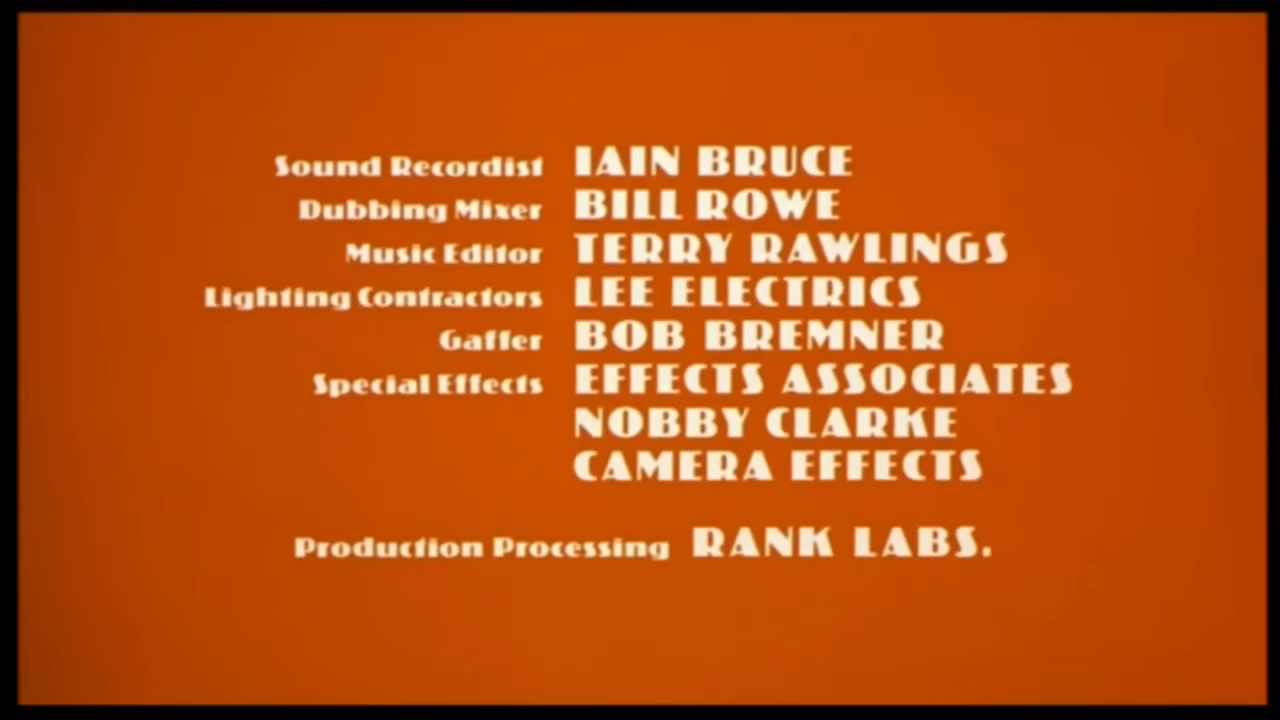 Sound Recordist IAIN BRUCE
Dubbing Mixer BILL ROWE
Music Editor TERRY RAWLINGS
Lighting Contractors LEE ELECTRICS
Gaffer BOB BREMNER
Special Effects EFFECTS ASSOCIATES
NOBBY CLARKE
CAMERA EFFECTS
Production Processing RANK LABS.